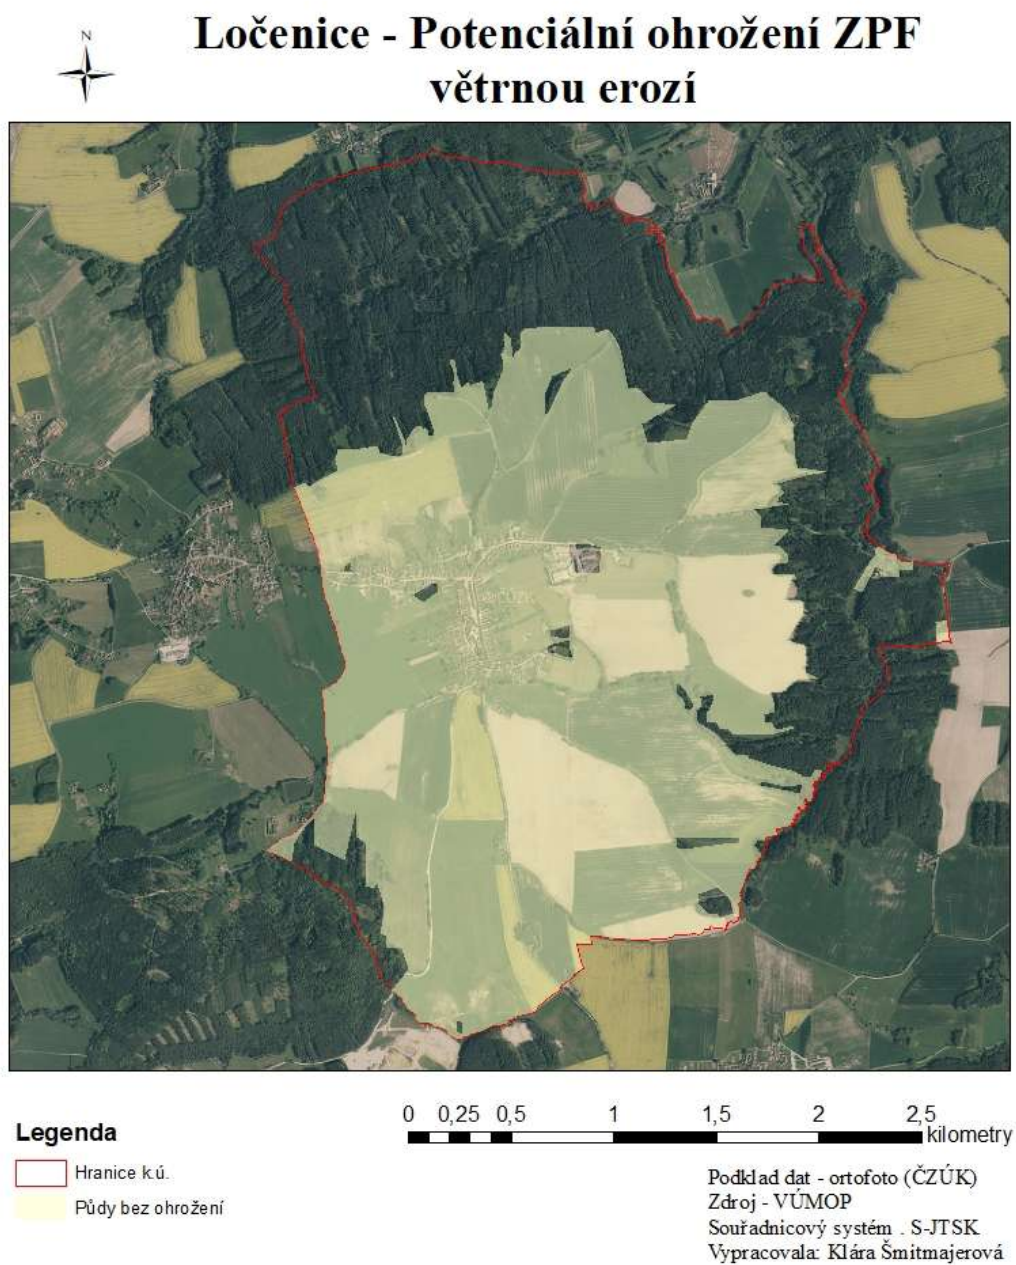 Ločenice - Potenciální ohrožení ZPF
větrnou erozí
N
ČÚZK
0 0,25 0,5 1 1,5 2 2,5
kilometry
Legenda
Hranice k.ú.
Půdy bez ohrožení
Podklad dat - ortofoto (ČZÚK)
Zdroj - VÚMOP
Souřadnicový systém . S-JTSK
Vypracovala: Klára Šmitmajerová